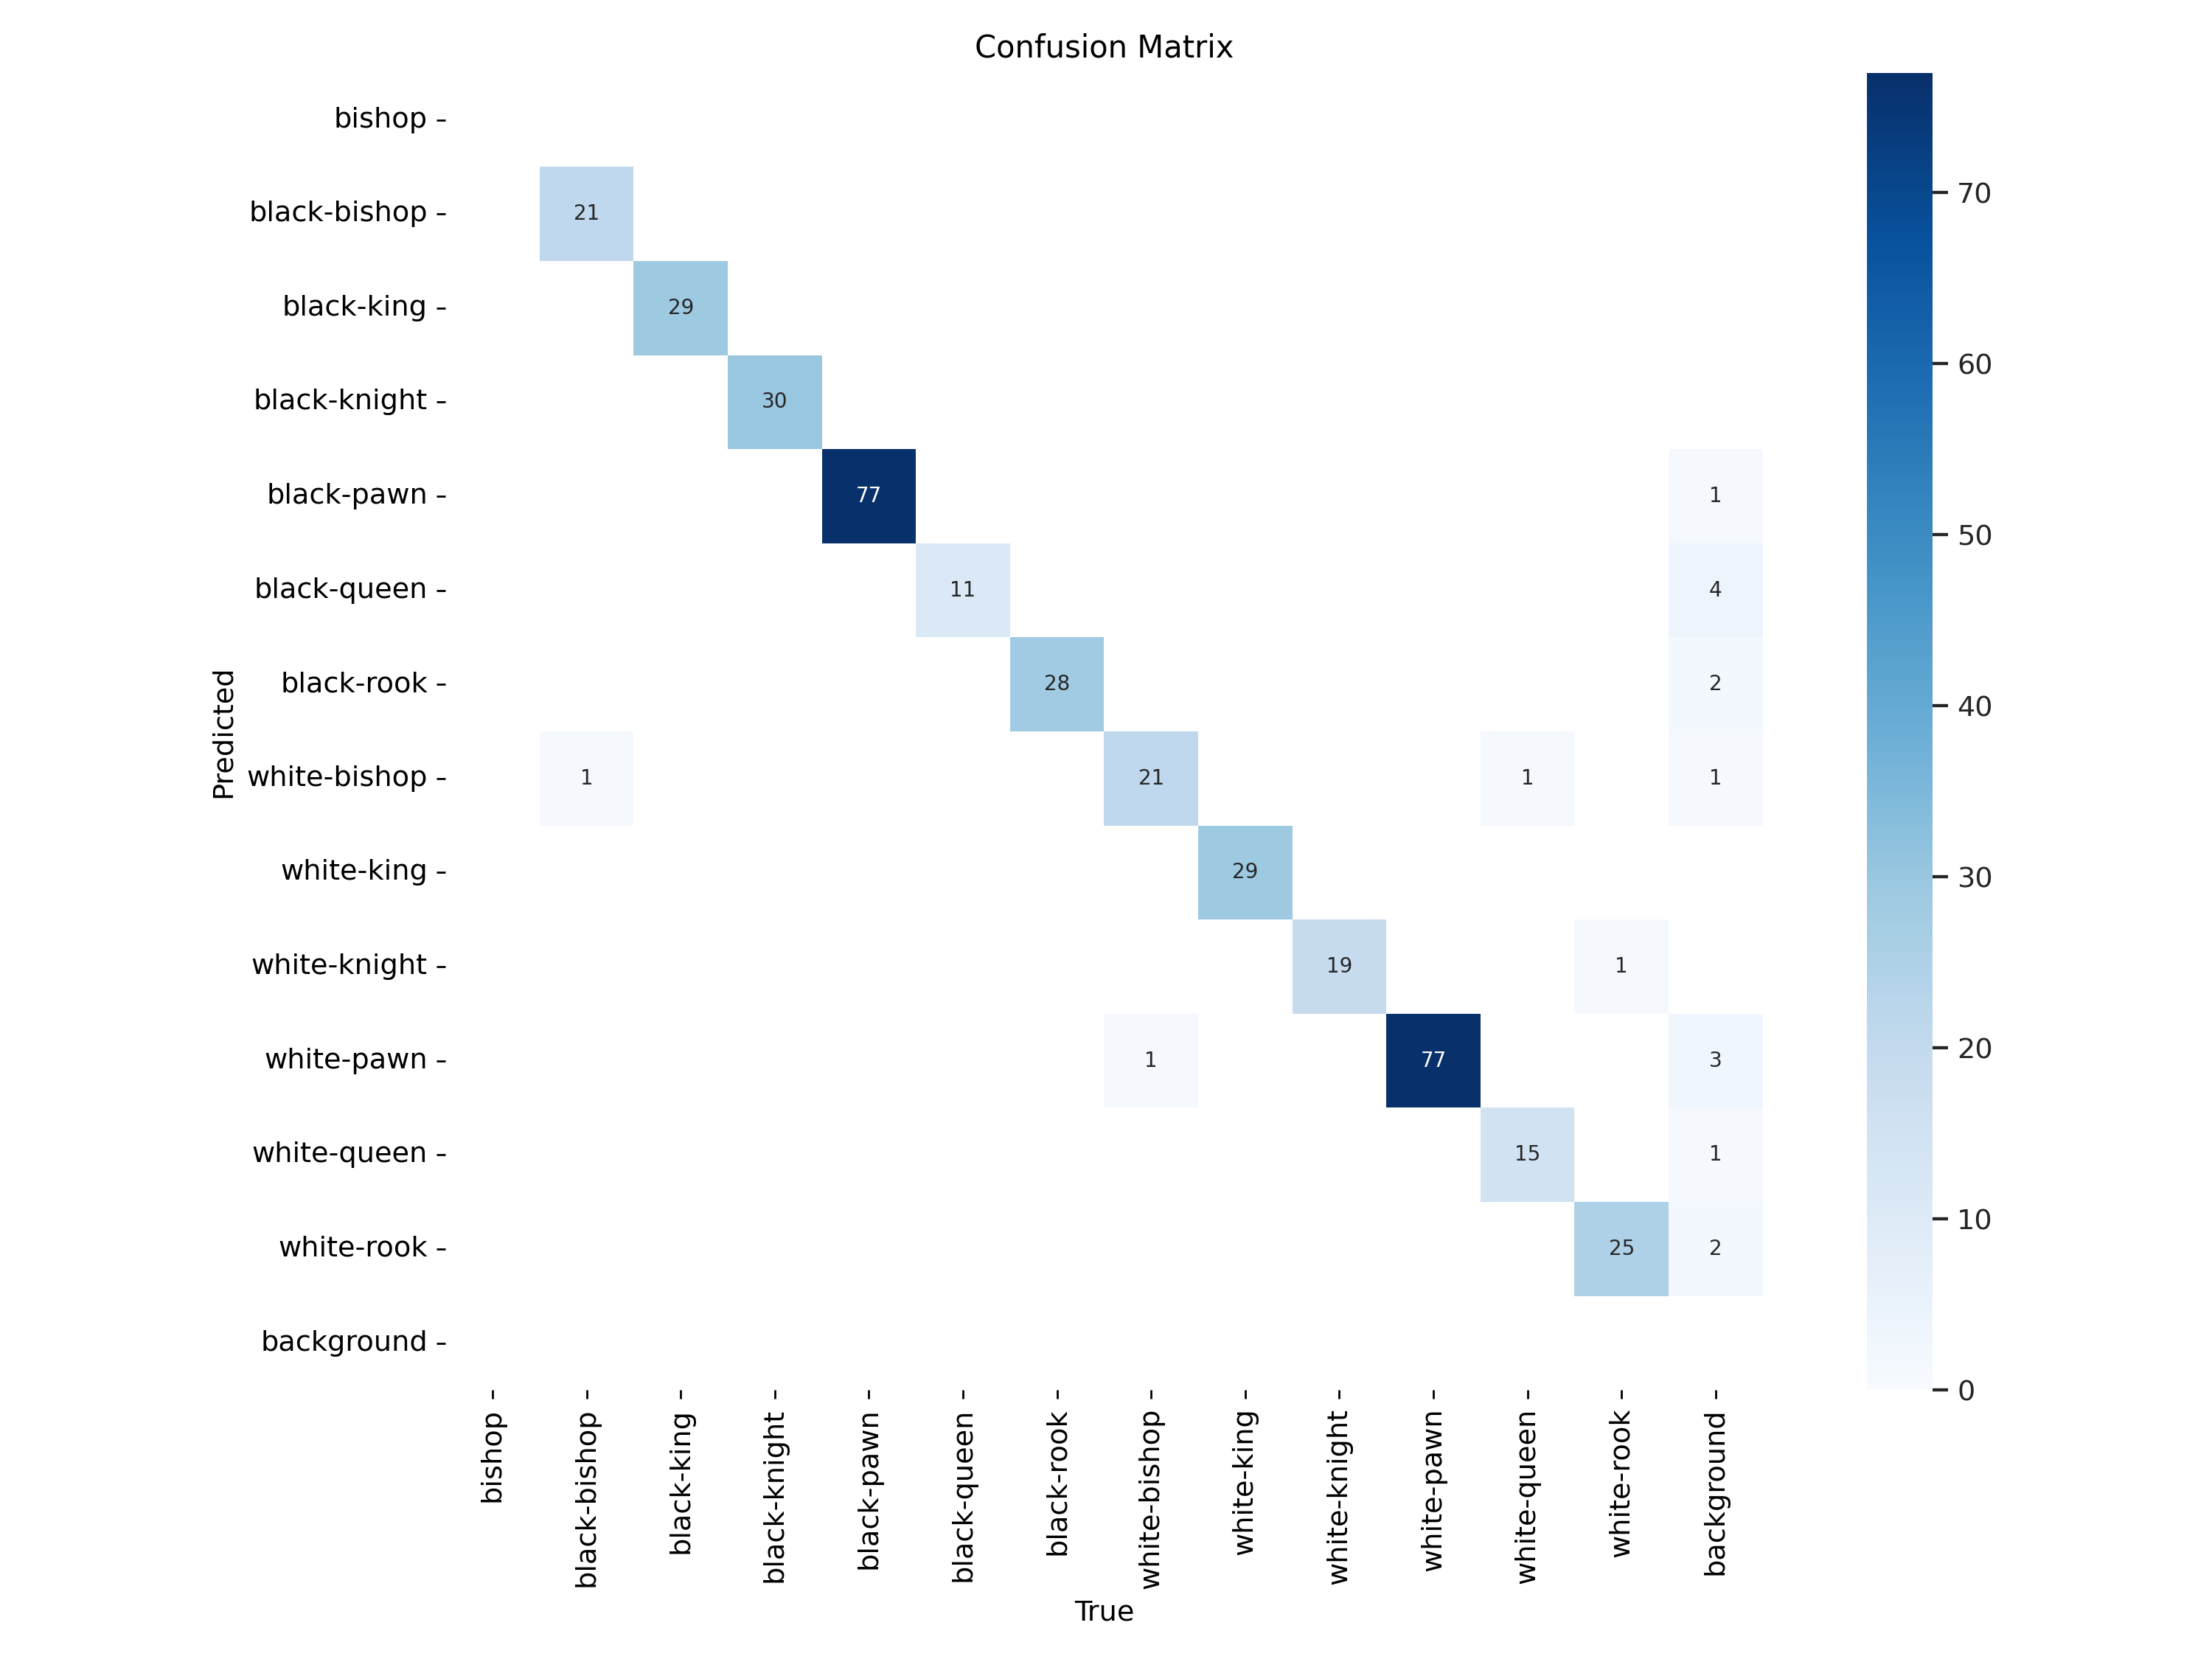 Confusion Matrix
bishop
black-bishop 21
black-king 29
black-knight 30
black-pawn 77 1
black-queen 11 4
black-rook 28 2
white-bishop 1 21 1 1
white-king 29
white-knight 19 1
white-pawn 1 77 3
white-queen 15 1
white-rook 25 2
background
Predicted
bishop
black-bishop
black-king
black-knight
black-pawn
black-queen
black-rook
white-bishop
white-king
white-knight
white-pawn
white-queen
white-rook
background
True
70
60
50
40
30
20
10
0